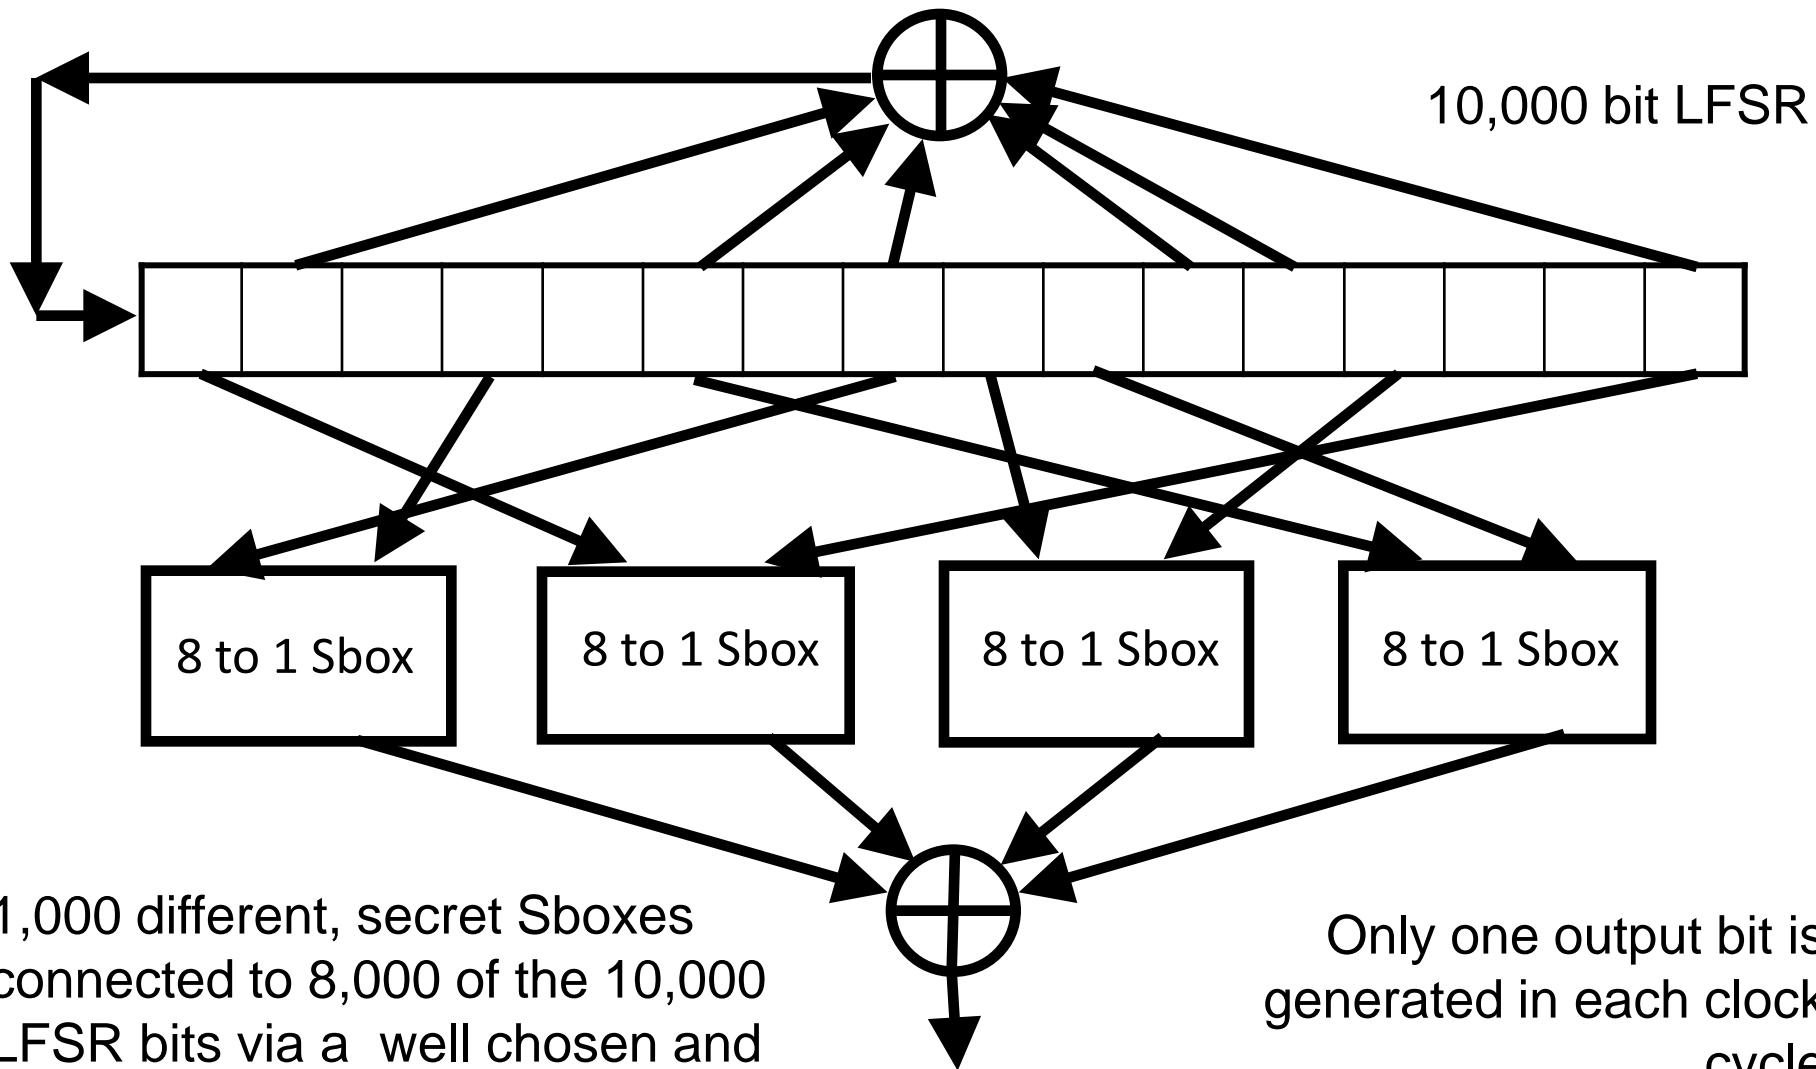 10,000 bit LFSR
8 to 1 Sbox
8 to 1 Sbox
8 to 1 Sbox
8 to 1 Sbox
1,000 different, secret Sboxes
connected to 8,000 of the 10,000
LFSR bits via a well chosen and
Only one output bit is
generated in each clock
cycle